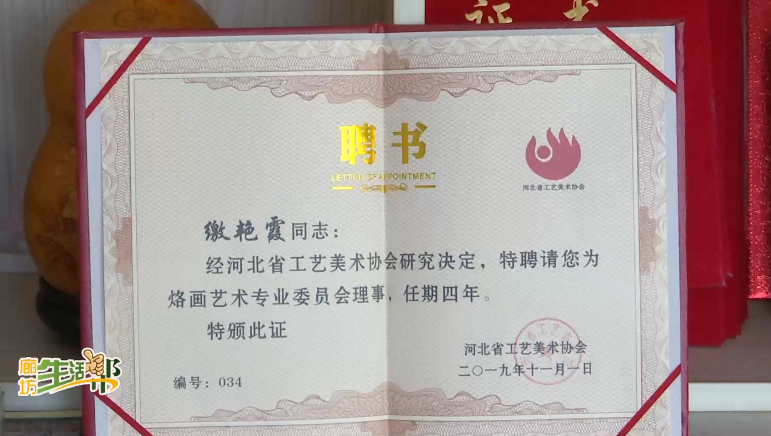 证书
聘书
LETTER OF APPOINTMENT
河北省工艺美术协会
缴艳霞同志：
经河北省工艺美术协会研究决定，特聘请您为
烙画艺术专业委员会理事，任期四年。
特颁此证
河北省工艺美术协会
二〇一九年十一月一日
编号：034
廊坊生活帮